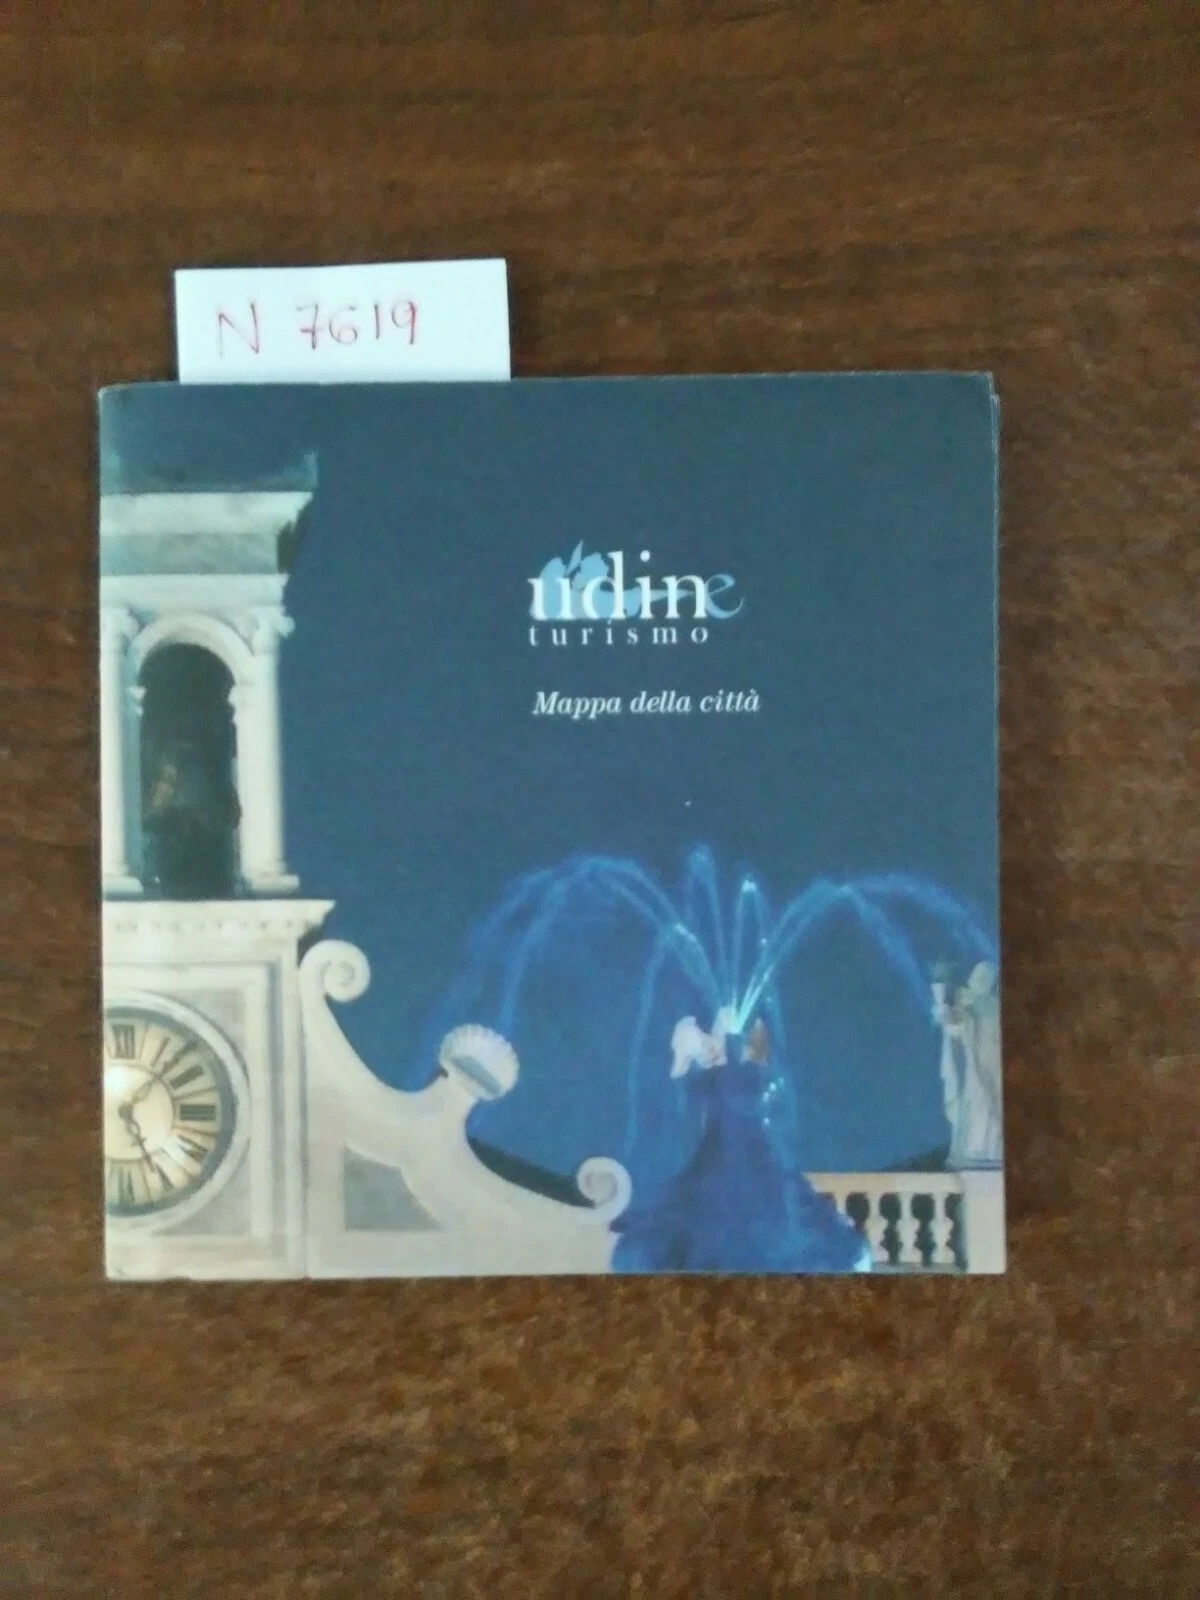 N 7619
udine
turismo
Mappa della città